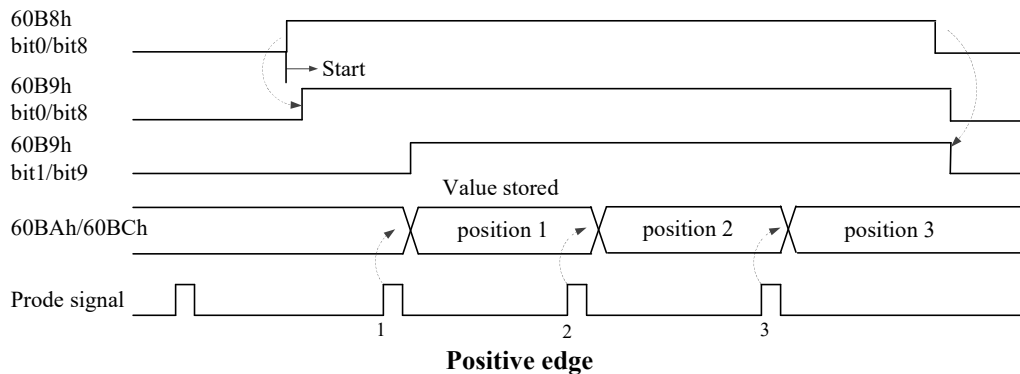 60B8h
bit0/bit8
Start
60B9h
bit0/bit8
60B9h
bit1/bit9
Value stored
60BAh/60BCh position 1 position 2 position 3
Prode signal
1 2 3
Positive edge